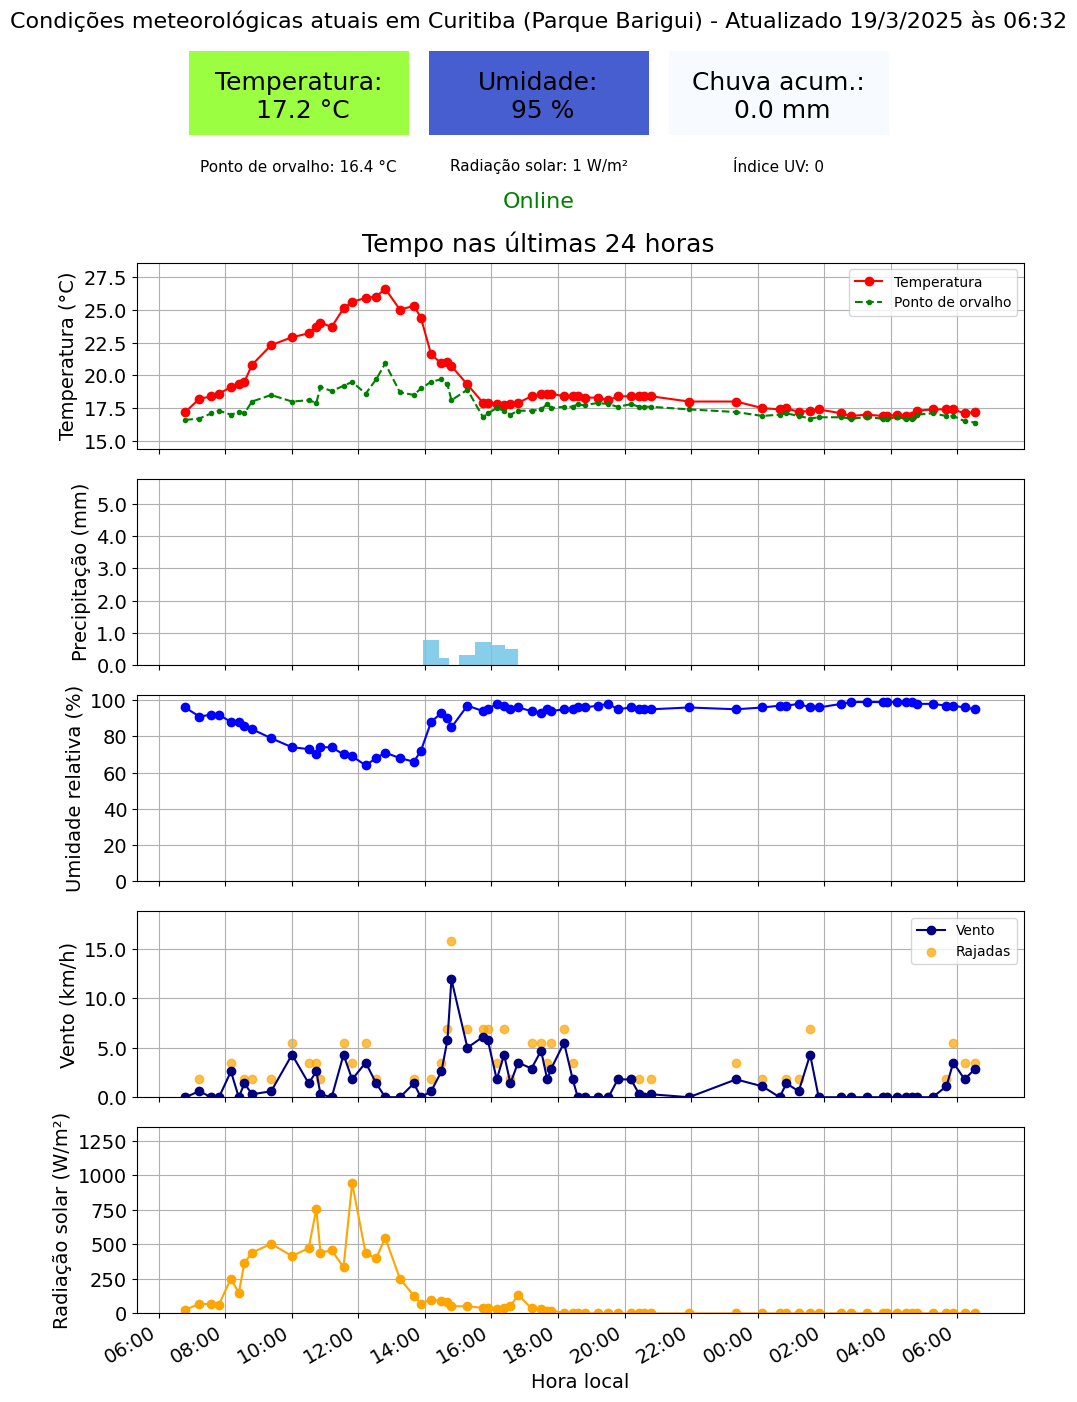 Condições meteorológicas atuais em Curitiba (Parque Barigui) - Atualizado 19/3/2025 às 06:32
Temperatura:
17.2 °C
Umidade:
95 %
Chuva acum.:
0.0 mm
Ponto de orvalho: 16.4 °C
Radiação solar: 1 W/m²
Índice UV: 0
Online
Tempo nas últimas 24 horas
Temperatura (°C)
27.5
25.0
22.5
20.0
17.5
15.0
Temperatura
Ponto de orvalho
Precipitação (mm)
5.0
4.0
3.0
2.0
1.0
0.0
Umidade relativa (%)
100
80
60
40
20
0
Vento (km/h)
15.0
10.0
5.0
0.0
Vento
Rajadas
Radiação solar (W/m²)
1250
1000
750
500
250
0
06:00
08:00
10:00
12:00
14:00
16:00
18:00
20:00
22:00
00:00
02:00
04:00
06:00
Hora local